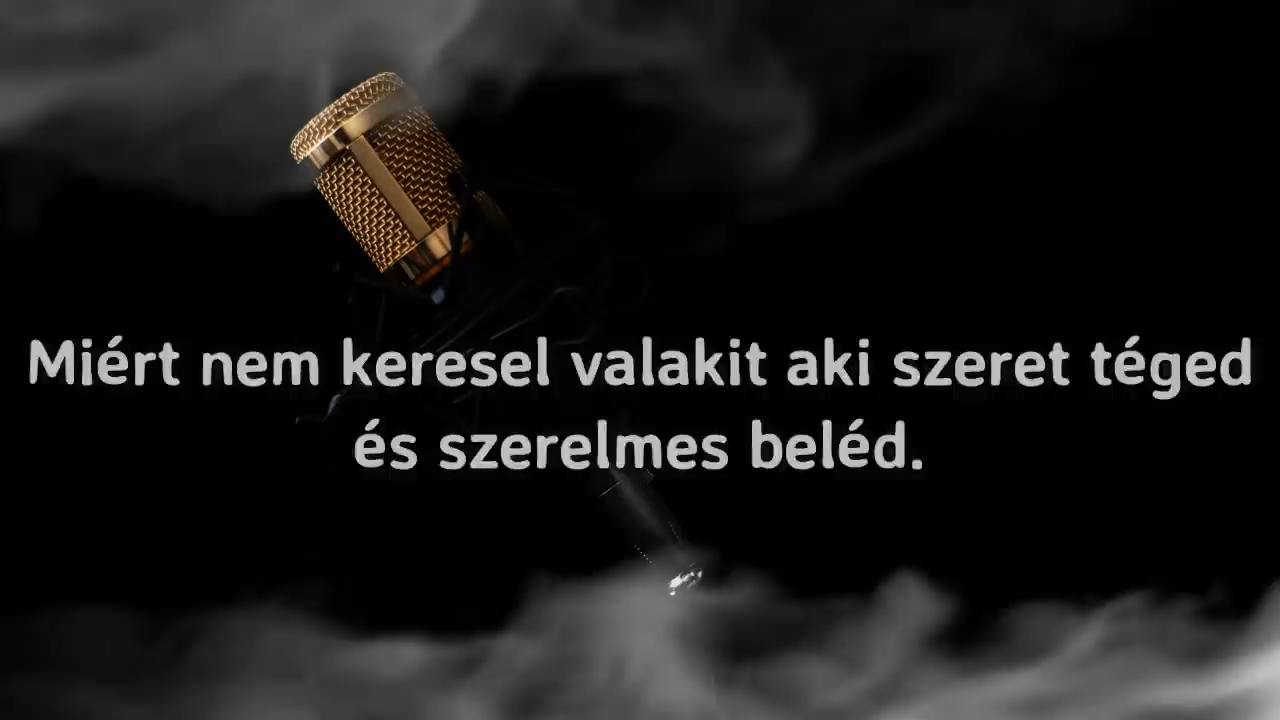 Miért nem keresel valakit aki szeret téged
és szerelmes beléd.